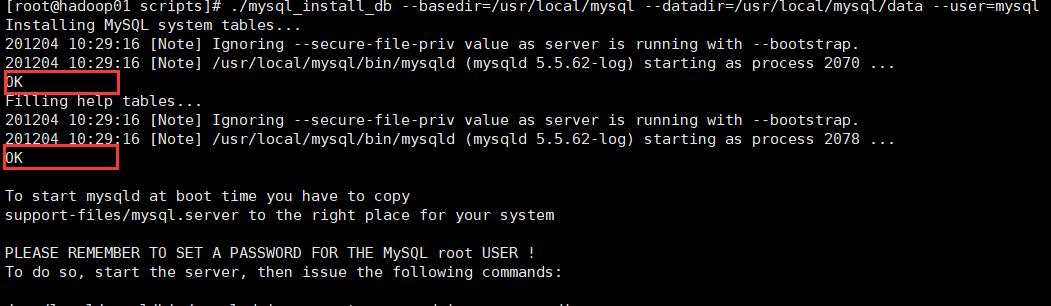 [root@hadoop01 scripts]# ./mysql_install_db --basedir=/usr/local/mysql --datadir=/usr/local/mysql/data --user=mysql
Installing MySQL system tables...
201204 10:29:16 [Note] Ignoring --secure-file-priv value as server is running with --bootstrap.
201204 10:29:16 [Note] /usr/local/mysql/bin/mysqld (mysqld 5.5.62-log) starting as process 2070 ...
OK
Filling help tables...
201204 10:29:16 [Note] Ignoring --secure-file-priv value as server is running with --bootstrap.
201204 10:29:16 [Note] /usr/local/mysql/bin/mysqld (mysqld 5.5.62-log) starting as process 2078 ...
OK
To start mysqld at boot time you have to copy
support-files/mysql.server to the right place for your system
PLEASE REMEMBER TO SET A PASSWORD FOR THE MySQL root USER !
To do so, start the server, then issue the following commands: